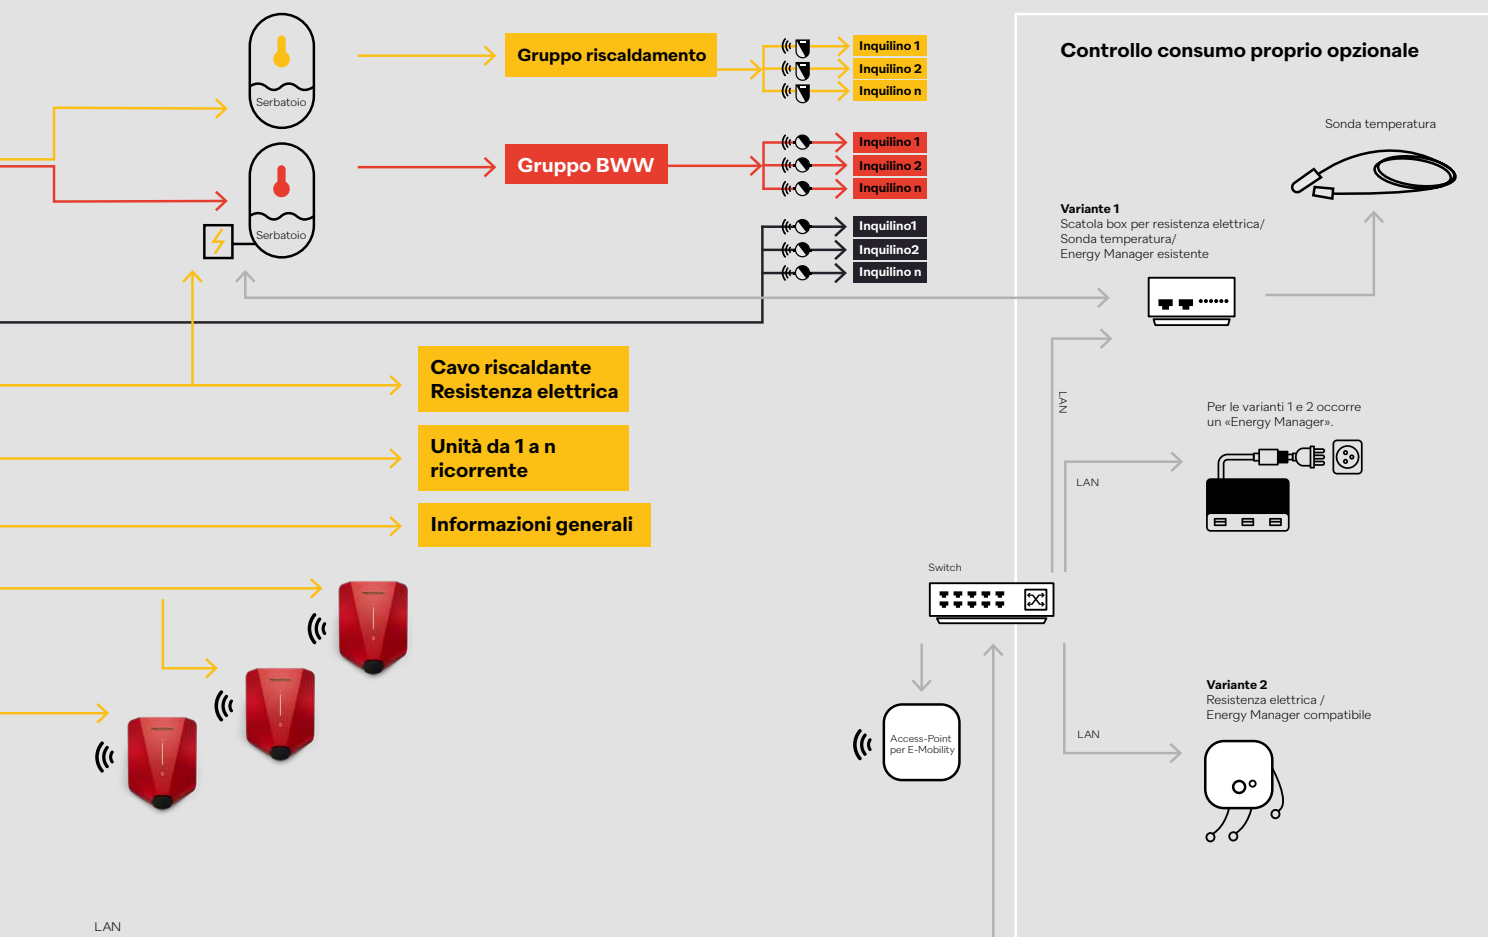 Controllo consumo proprio opzionale
Serbatoio
Gruppo riscaldamento
Inquilino 1
Inquilino 2
Inquilino n
Serbatoio
Gruppo BWW
Inquilino 1
Inquilino 2
Inquilino n
Inquilino1
Inquilino2
Inquilino n
Sonda temperatura
Variante 1
Scatola box per resistenza elettrica/
Sonda temperatura/
Energy Manager esistente
Cavo riscaldante
Resistenza elettrica
Unità da 1 a n
ricorrente
Informazioni generali
LAN
Per le varianti 1 e 2 occorre
un «Energy Manager».
LAN
Switch
Access-Point
per E-Mobility
Variante 2
Resistenza elettrica /
Energy Manager compatibile
LAN
LAN